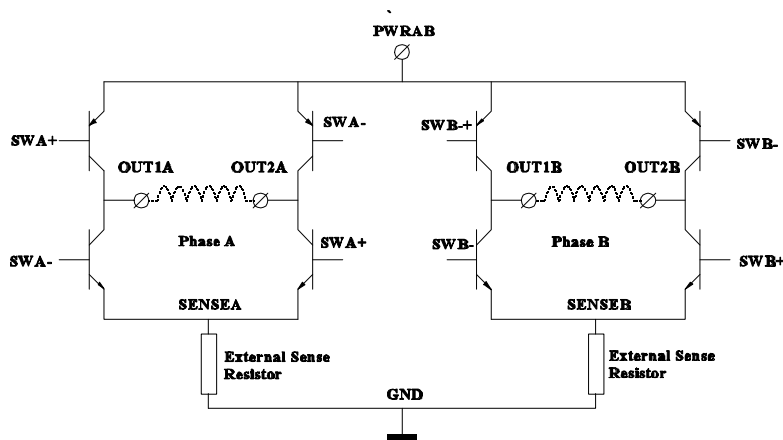 PWRAB
SWA+
SWA-
SWB-+
SWB-
OUT1A
OUT2A
OUT1B
OUT2B
Phase A
Phase B
SWA-
SWA+
SWB-
SWB+
SENSEA
SENSEB
External Sense
Resistor
External Sense
Resistor
GND